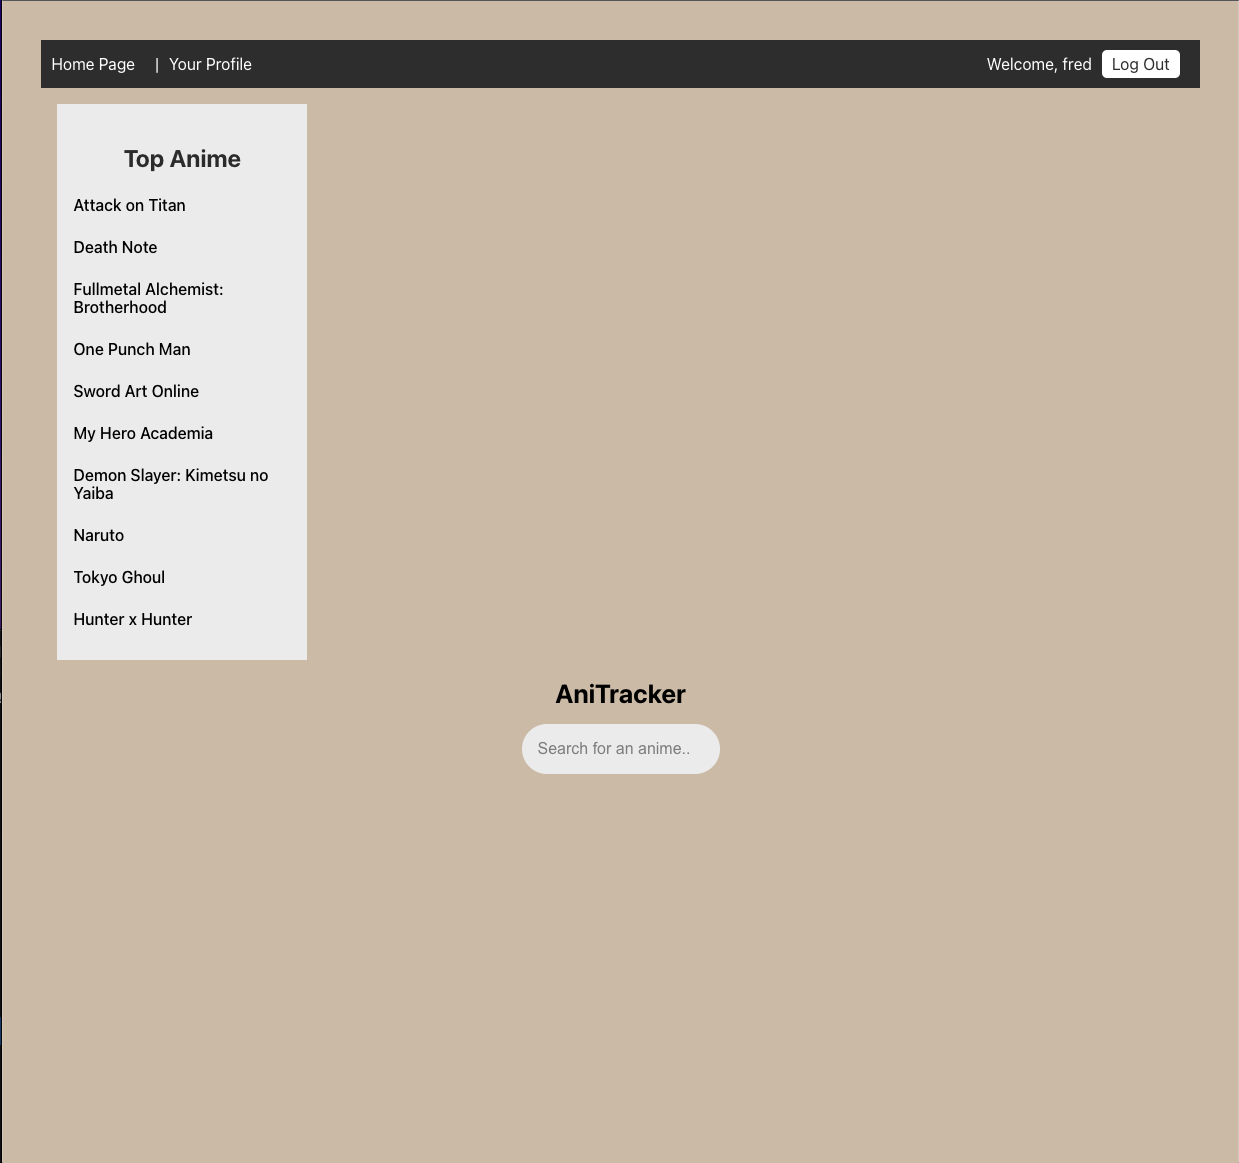 Home Page | Your Profile Welcome, fred Log Out
Top Anime
Attack on Titan
Death Note
Fullmetal Alchemist:
Brotherhood
One Punch Man
Sword Art Online
My Hero Academia
Demon Slayer: Kimetsu no
Yaiba
Naruto
Tokyo Ghoul
Hunter x Hunter
AniTracker
Search for an anime..